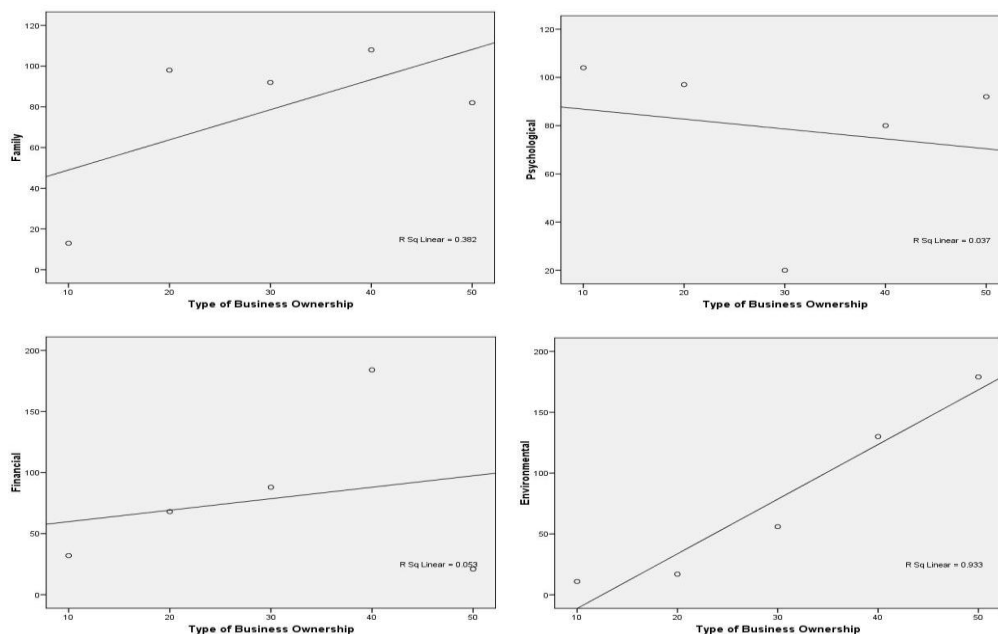 120
100
80
60
40
20
0
Family
R Sq Linear = 0.382
10 20 30 40 50
Type of Business Ownership
120
100
80
60
40
20
Psychological
R Sq Linear = 0.037
10 20 30 40 50
Type of Business Ownership
200
150
100
50
0
Financial
R Sq Linear = 0.053
10 20 30 40 50
Type of Business Ownership
200
150
100
50
0
Environmental
R Sq Linear = 0.933
10 20 30 40 50
Type of Business Ownership